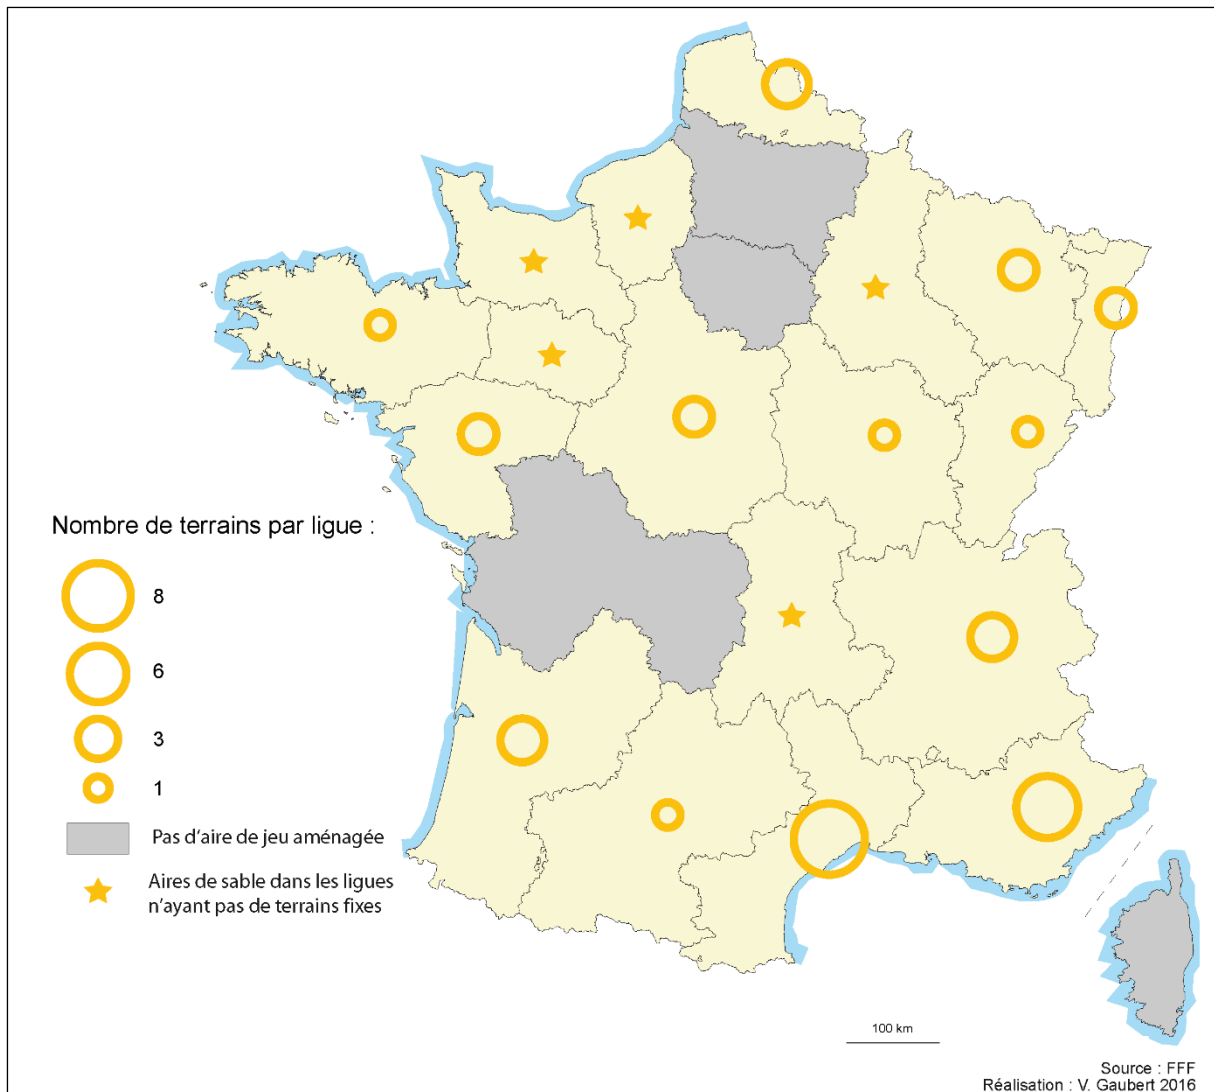 Nombre de terrains par ligue :
8
6
3
1
Pas d'aire de jeu aménagée
Aires de sable dans les ligues
n'ayant pas de terrains fixes
100 km
Source : FFF
Réalisation : V. Gaubert 2016